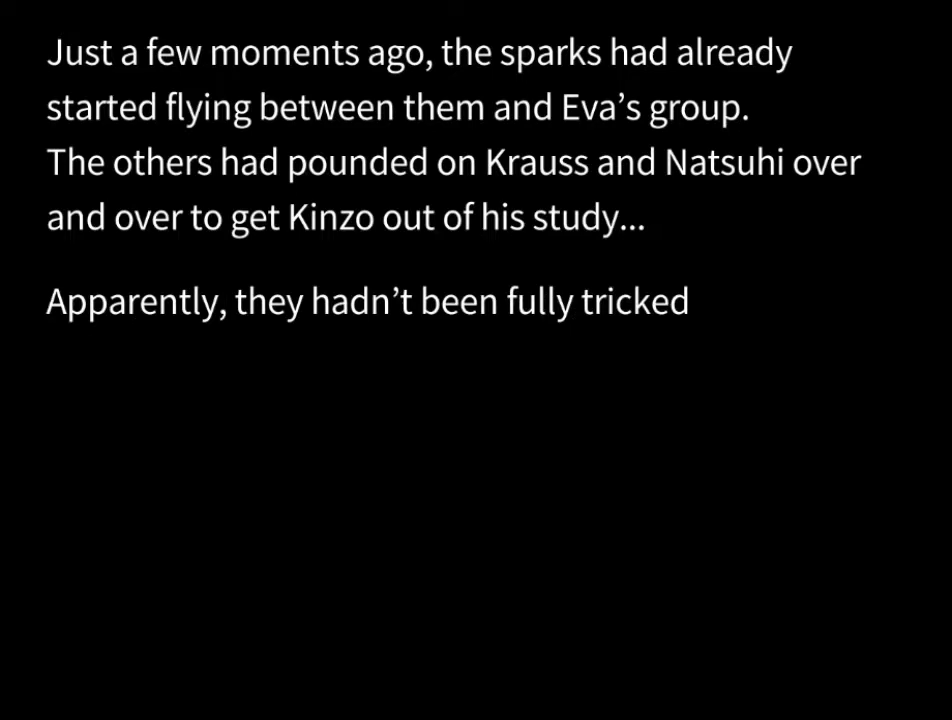 Just a few moments ago, the sparks had already
started flying between them and Eva’s group.
The others had pounded on Krauss and Natsuhi over
and over to get Kinzo out of his study...
Apparently, they hadn’t been fully tricked